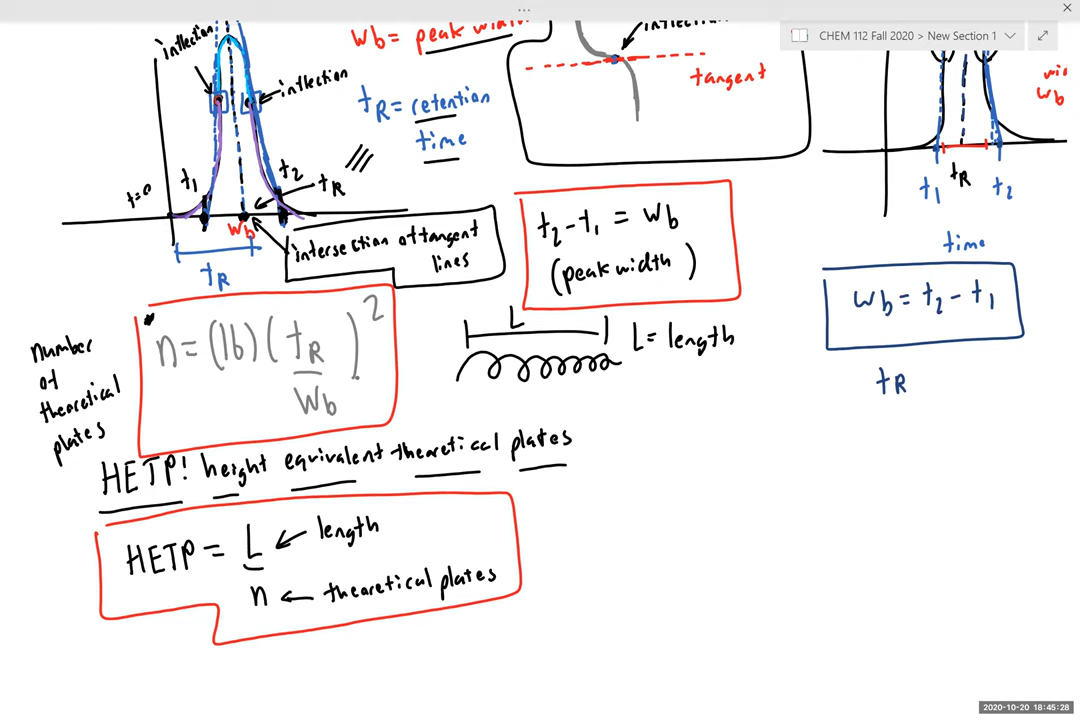 CHEM 112 Fall 2020 > New Section 1
inflection
Wb = peak width
inflection
inflection
tangent
tR = retention
time
t=0
t1
t2
tR
Wb
tR
intersection of tangent
lines
t2 - t1 = Wb
(peak width)
number
of
theoretical
plates
n = (16) (tR / Wb)²
L
L = length
HETP: height equivalent theoretical plates
HETP = L ← length
n ← theoretical plates
Wb
t1
tR
t2
time
Wb = t2 - t1
tR
2020-10-20 18:45:28